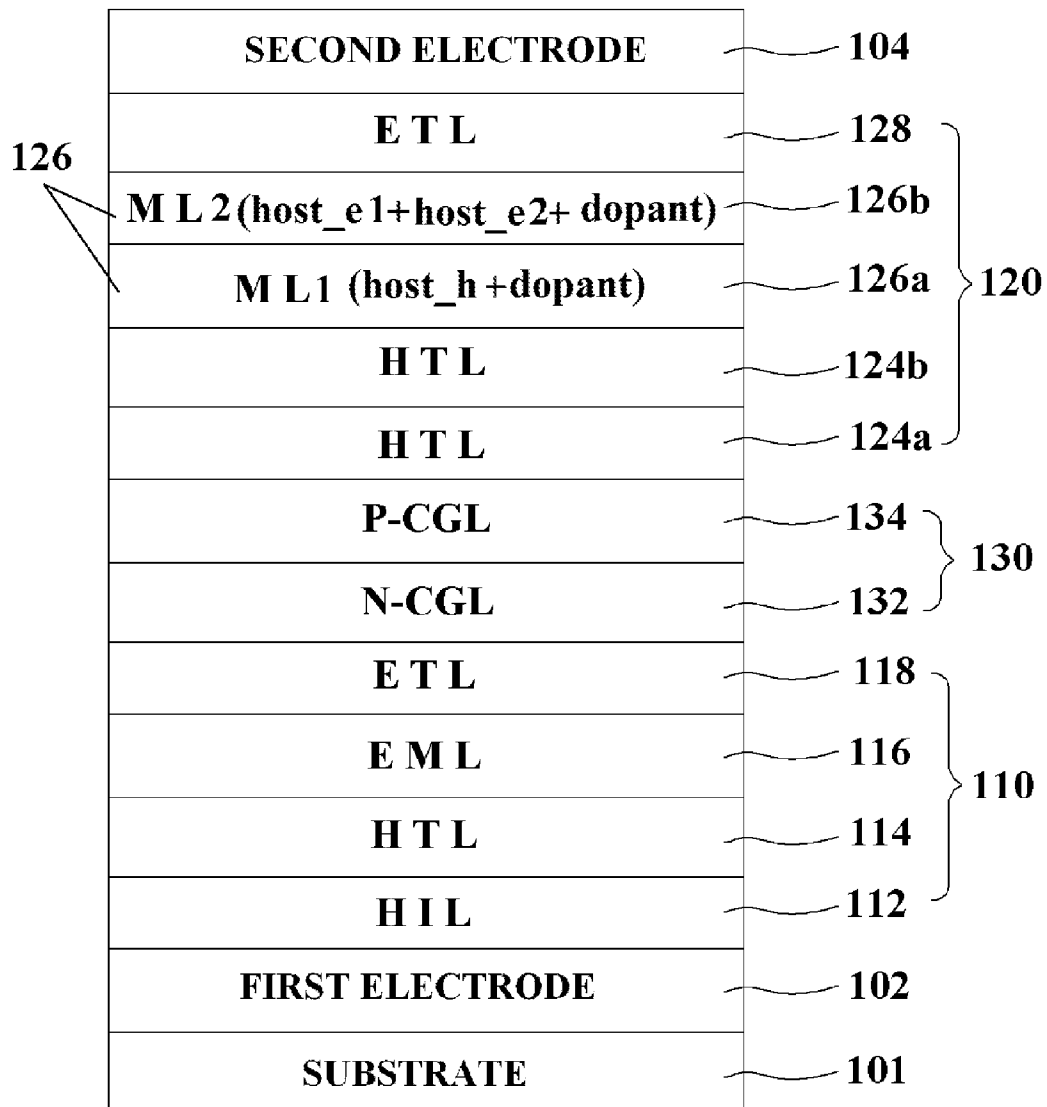 SECOND ELECTRODE 104
E T L 128
126
M L 2 (host_e1+host_e2+ dopant) 126b
M L 1 (host_h +dopant) 126a
120
H T L 124b
H T L 124a
P-CGL 134
130
N-CGL 132
E T L 118
E M L 116
110
H T L 114
H I L 112
FIRST ELECTRODE 102
SUBSTRATE 101